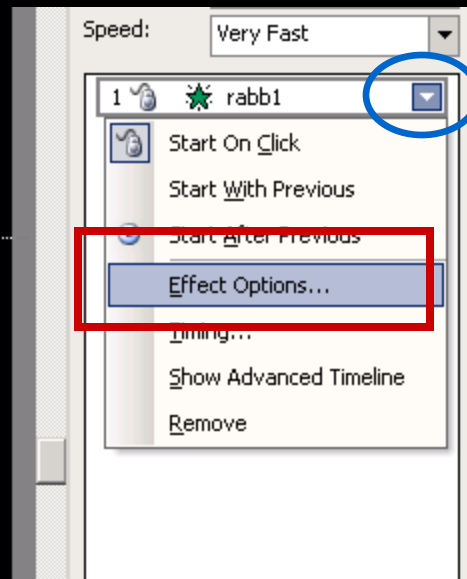 Speed: Very Fast
1 rabb1
Start On Click
Start With Previous
Start After Previous
Effect Options...
Timing...
Show Advanced Timeline
Remove